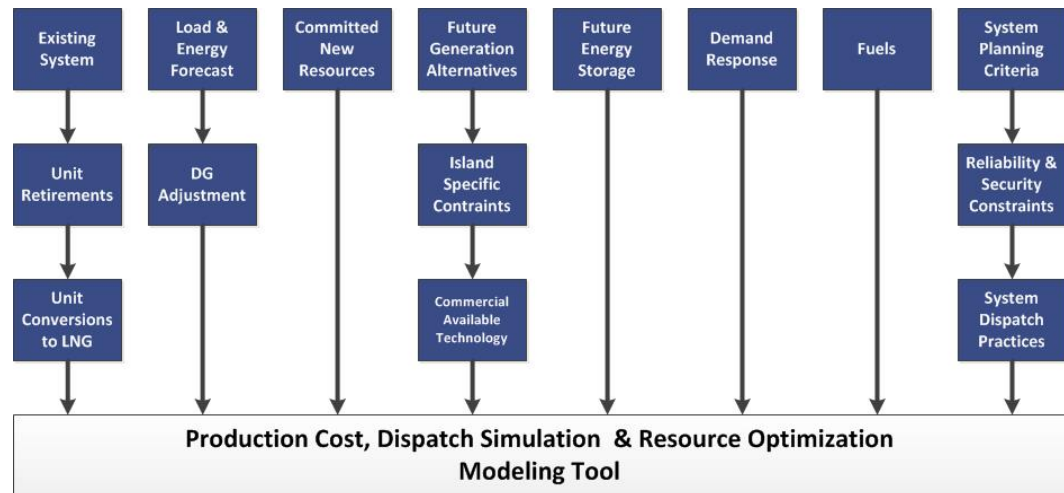 Existing
System
Load &
Energy
Forecast
Committed
New
Resources
Future
Generation
Alternatives
Future
Energy
Storage
Demand
Response
Fuels
System
Planning
Criteria
Unit
Retirements
DG
Adjustment
Island
Specific
Contraints
Reliability &
Security
Constraints
Unit
Conversions
to LNG
Commercial
Available
Technology
System
Dispatch
Practices
Production Cost, Dispatch Simulation & Resource Optimization
Modeling Tool